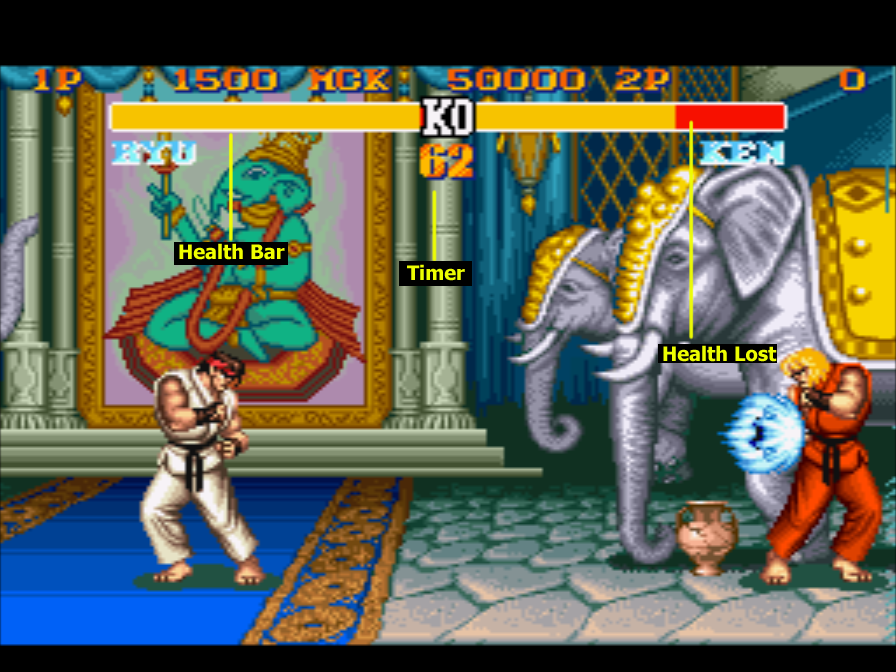 1P 1500 MCK 50000 2P 0
KO
RYU 62 KEN
Health Bar
Timer
Health Lost